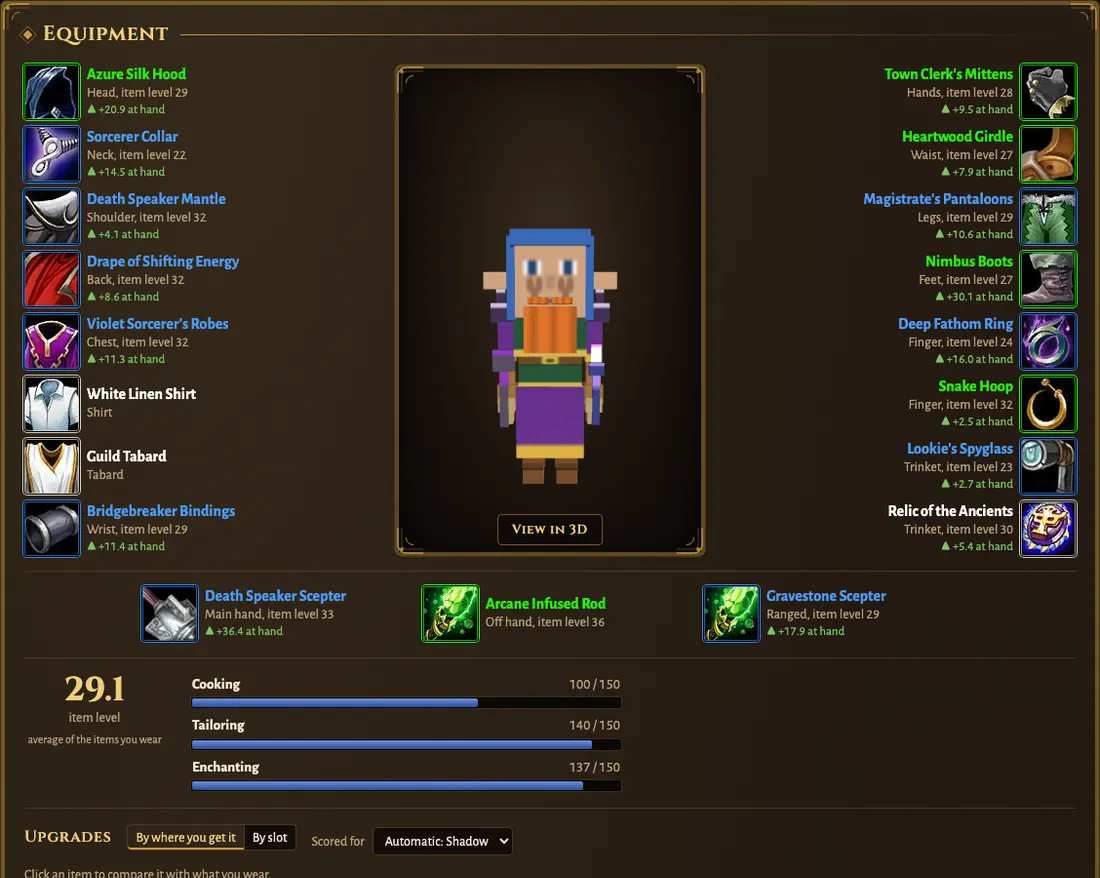 Equipment
Azure Silk Hood
Head, item level 29
▲ +20.9 at hand
Sorcerer Collar
Neck, item level 22
▲ +14.5 at hand
Death Speaker Mantle
Shoulder, item level 32
▲ +4.1 at hand
Drape of Shifting Energy
Back, item level 32
▲ +8.6 at hand
Violet Sorcerer's Robes
Chest, item level 32
▲ +11.3 at hand
White Linen Shirt
Shirt
Guild Tabard
Tabard
Bridgebreaker Bindings
Wrist, item level 29
▲ +11.4 at hand
View in 3D
Town Clerk's Mittens
Hands, item level 28
▲ +9.5 at hand
Heartwood Girdle
Waist, item level 27
▲ +7.9 at hand
Magistrate's Pantaloons
Legs, item level 29
▲ +10.6 at hand
Nimbus Boots
Feet, item level 27
▲ +30.1 at hand
Deep Fathom Ring
Finger, item level 24
▲ +16.0 at hand
Snake Hoop
Finger, item level 32
▲ +2.5 at hand
Lookie's Spyglass
Trinket, item level 23
▲ +2.7 at hand
Relic of the Ancients
Trinket, item level 30
▲ +5.4 at hand
Death Speaker Scepter
Main hand, item level 33
▲ +36.4 at hand
Arcane Infused Rod
Off hand, item level 36
Gravestone Scepter
Ranged, item level 29
▲ +17.9 at hand
29.1
item level
average of the items you wear
Cooking 100 / 150
Tailoring 140 / 150
Enchanting 137 / 150
Upgrades By where you get it By slot Scored for Automatic: Shadow
Click an item to compare it with what you wear.